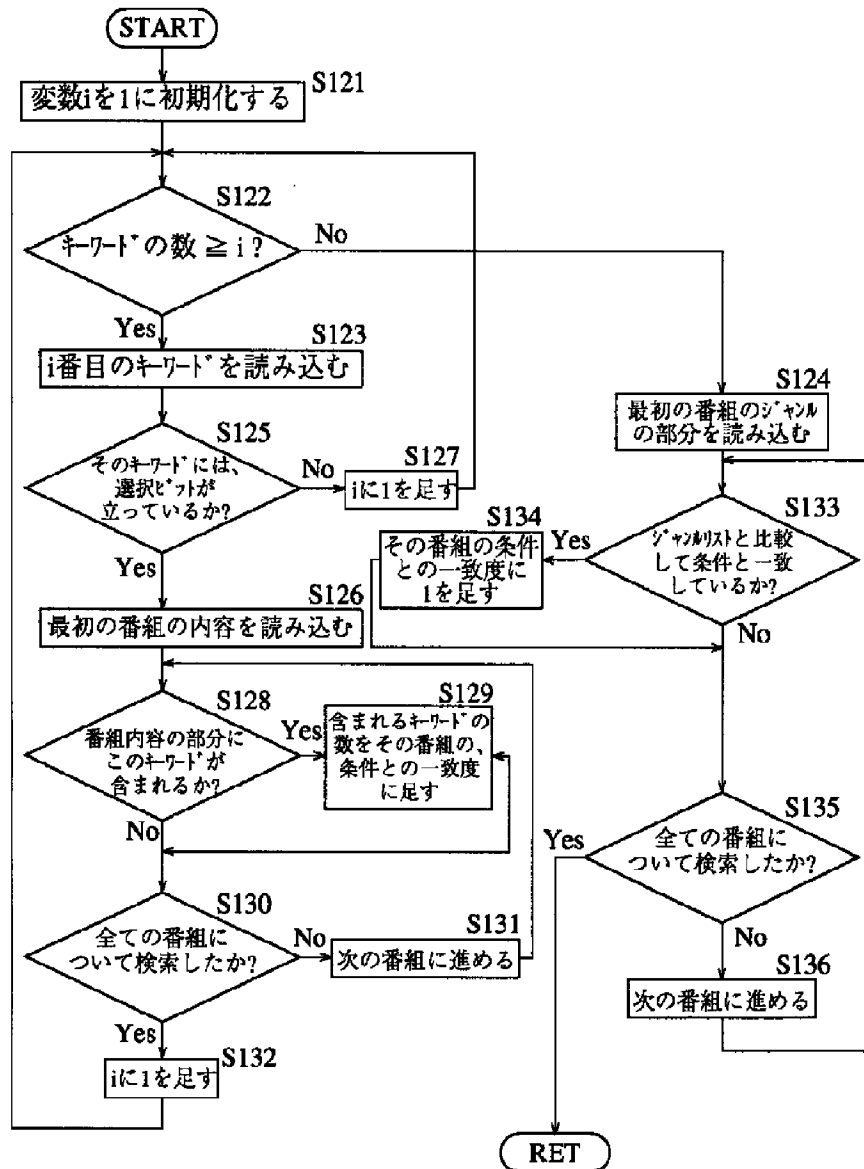 START
S121
変数iを1に初期化する
S122
ｷｰﾜｰﾄﾞの数 ≧ i ?
No
Yes
S123
i番目のｷｰﾜｰﾄﾞを読み込む
S125
そのｷｰﾜｰﾄﾞには、
選択ﾋﾞｯﾄが
立っているか?
No
S127
iに1を足す
Yes
S126
最初の番組の内容を読み込む
S128
番組内容の部分に
このｷｰﾜｰﾄﾞが
含まれるか?
Yes
S129
含まれるｷｰﾜｰﾄﾞの
数をその番組の、
条件との一致度
に足す
No
S130
全ての番組に
ついて検索したか?
No
S131
次の番組に進める
Yes
S132
iに1を足す
S124
最初の番組のｼﾞｬﾝﾙ
の部分を読み込む
S133
ｼﾞｬﾝﾙﾘｽﾄと比較
して条件と一致
しているか?
Yes
S134
その番組の条件
との一致度に
1を足す
No
S135
全ての番組に
ついて検索したか?
Yes
No
S136
次の番組に進める
RET